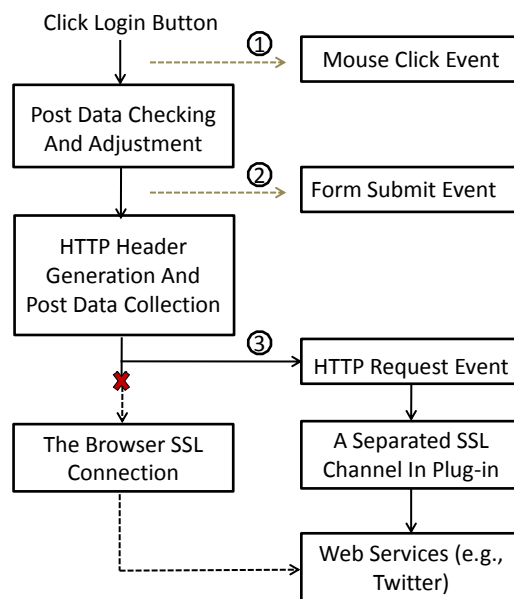 Click Login Button
1
Mouse Click Event
Post Data Checking
And Adjustment
2
Form Submit Event
HTTP Header
Generation And
Post Data Collection
3
HTTP Request Event
The Browser SSL
Connection
A Separated SSL
Channel In Plug-in
Web Services (e.g.,
Twitter)